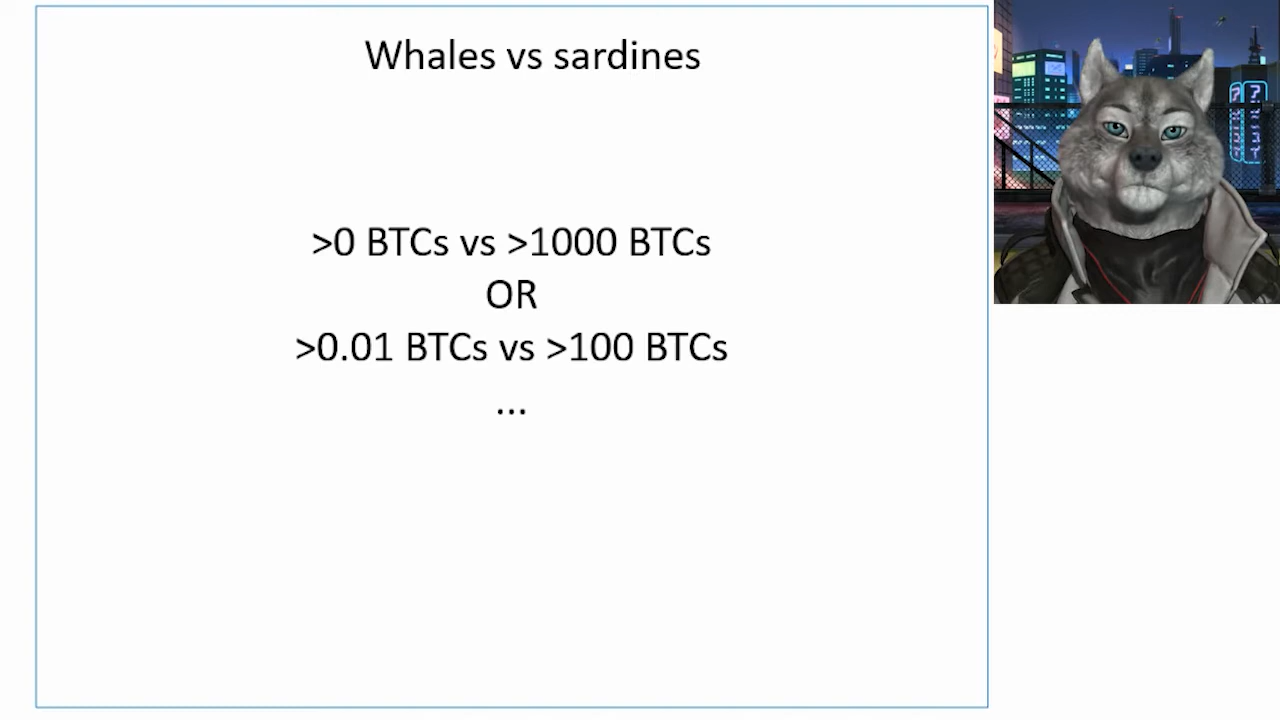 Whales vs sardines
>0 BTCs vs >1000 BTCs
OR
>0.01 BTCs vs >100 BTCs
...